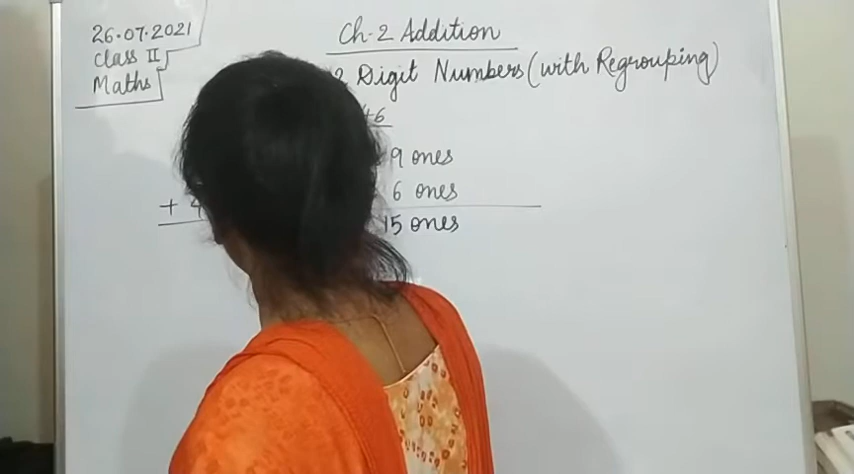 26.07.2021
Class II
Maths
Ch-2 Addition
2 Digit Numbers (with Regrouping)
+6
9 ones
6 ones
+ 4
15 ones